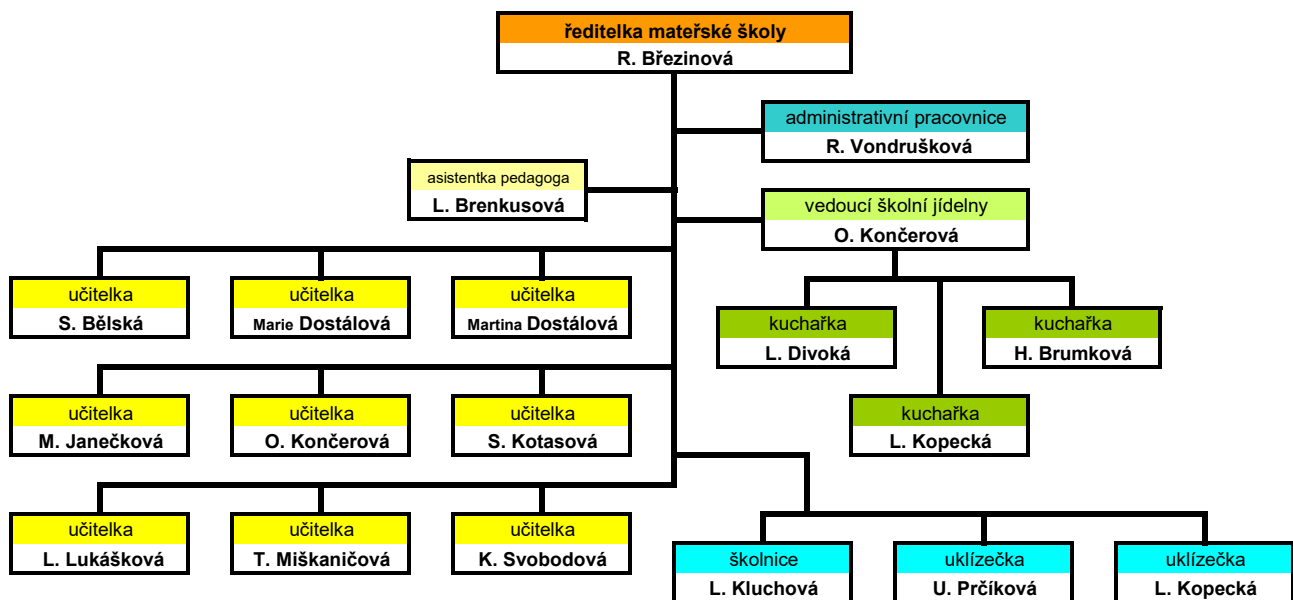 ředitelka mateřské školy
R. Březinová
administrativní pracovnice
R. Vondrušková
asistentka pedagoga
L. Brenkusová
vedoucí školní jídelny
O. Končerová
učitelka
S. Bělská
učitelka
Marie Dostálová
učitelka
Martina Dostálová
kuchařka
L. Divoká
kuchařka
H. Brumková
učitelka
M. Janečková
učitelka
O. Končerová
učitelka
S. Kotasová
kuchařka
L. Kopecká
učitelka
L. Lukášková
učitelka
T. Miškaničová
učitelka
K. Svobodová
školnice
L. Kluchová
uklízečka
U. Prčíková
uklízečka
L. Kopecká